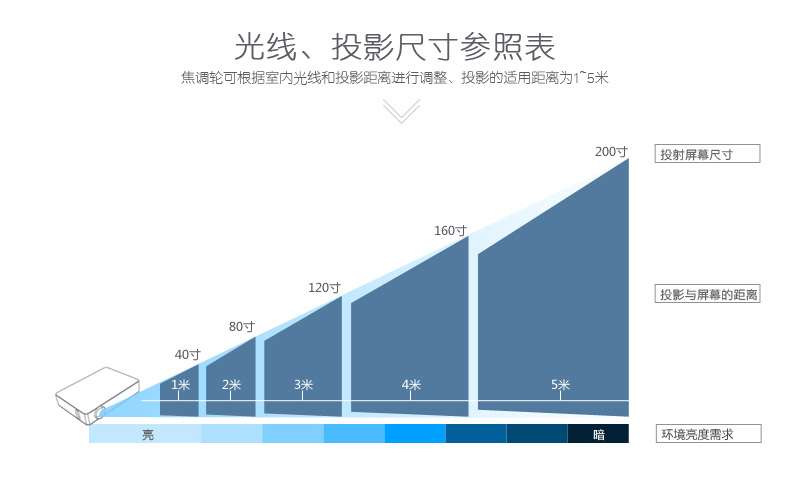 光线、投影尺寸参照表
焦调轮可根据室内光线和投影距离进行调整、投影的适用距离为1~5米
200寸
投射屏幕尺寸
160寸
120寸
投影与屏幕的距离
80寸
40寸
1米
2米
3米
4米
5米
亮
暗
环境亮度需求